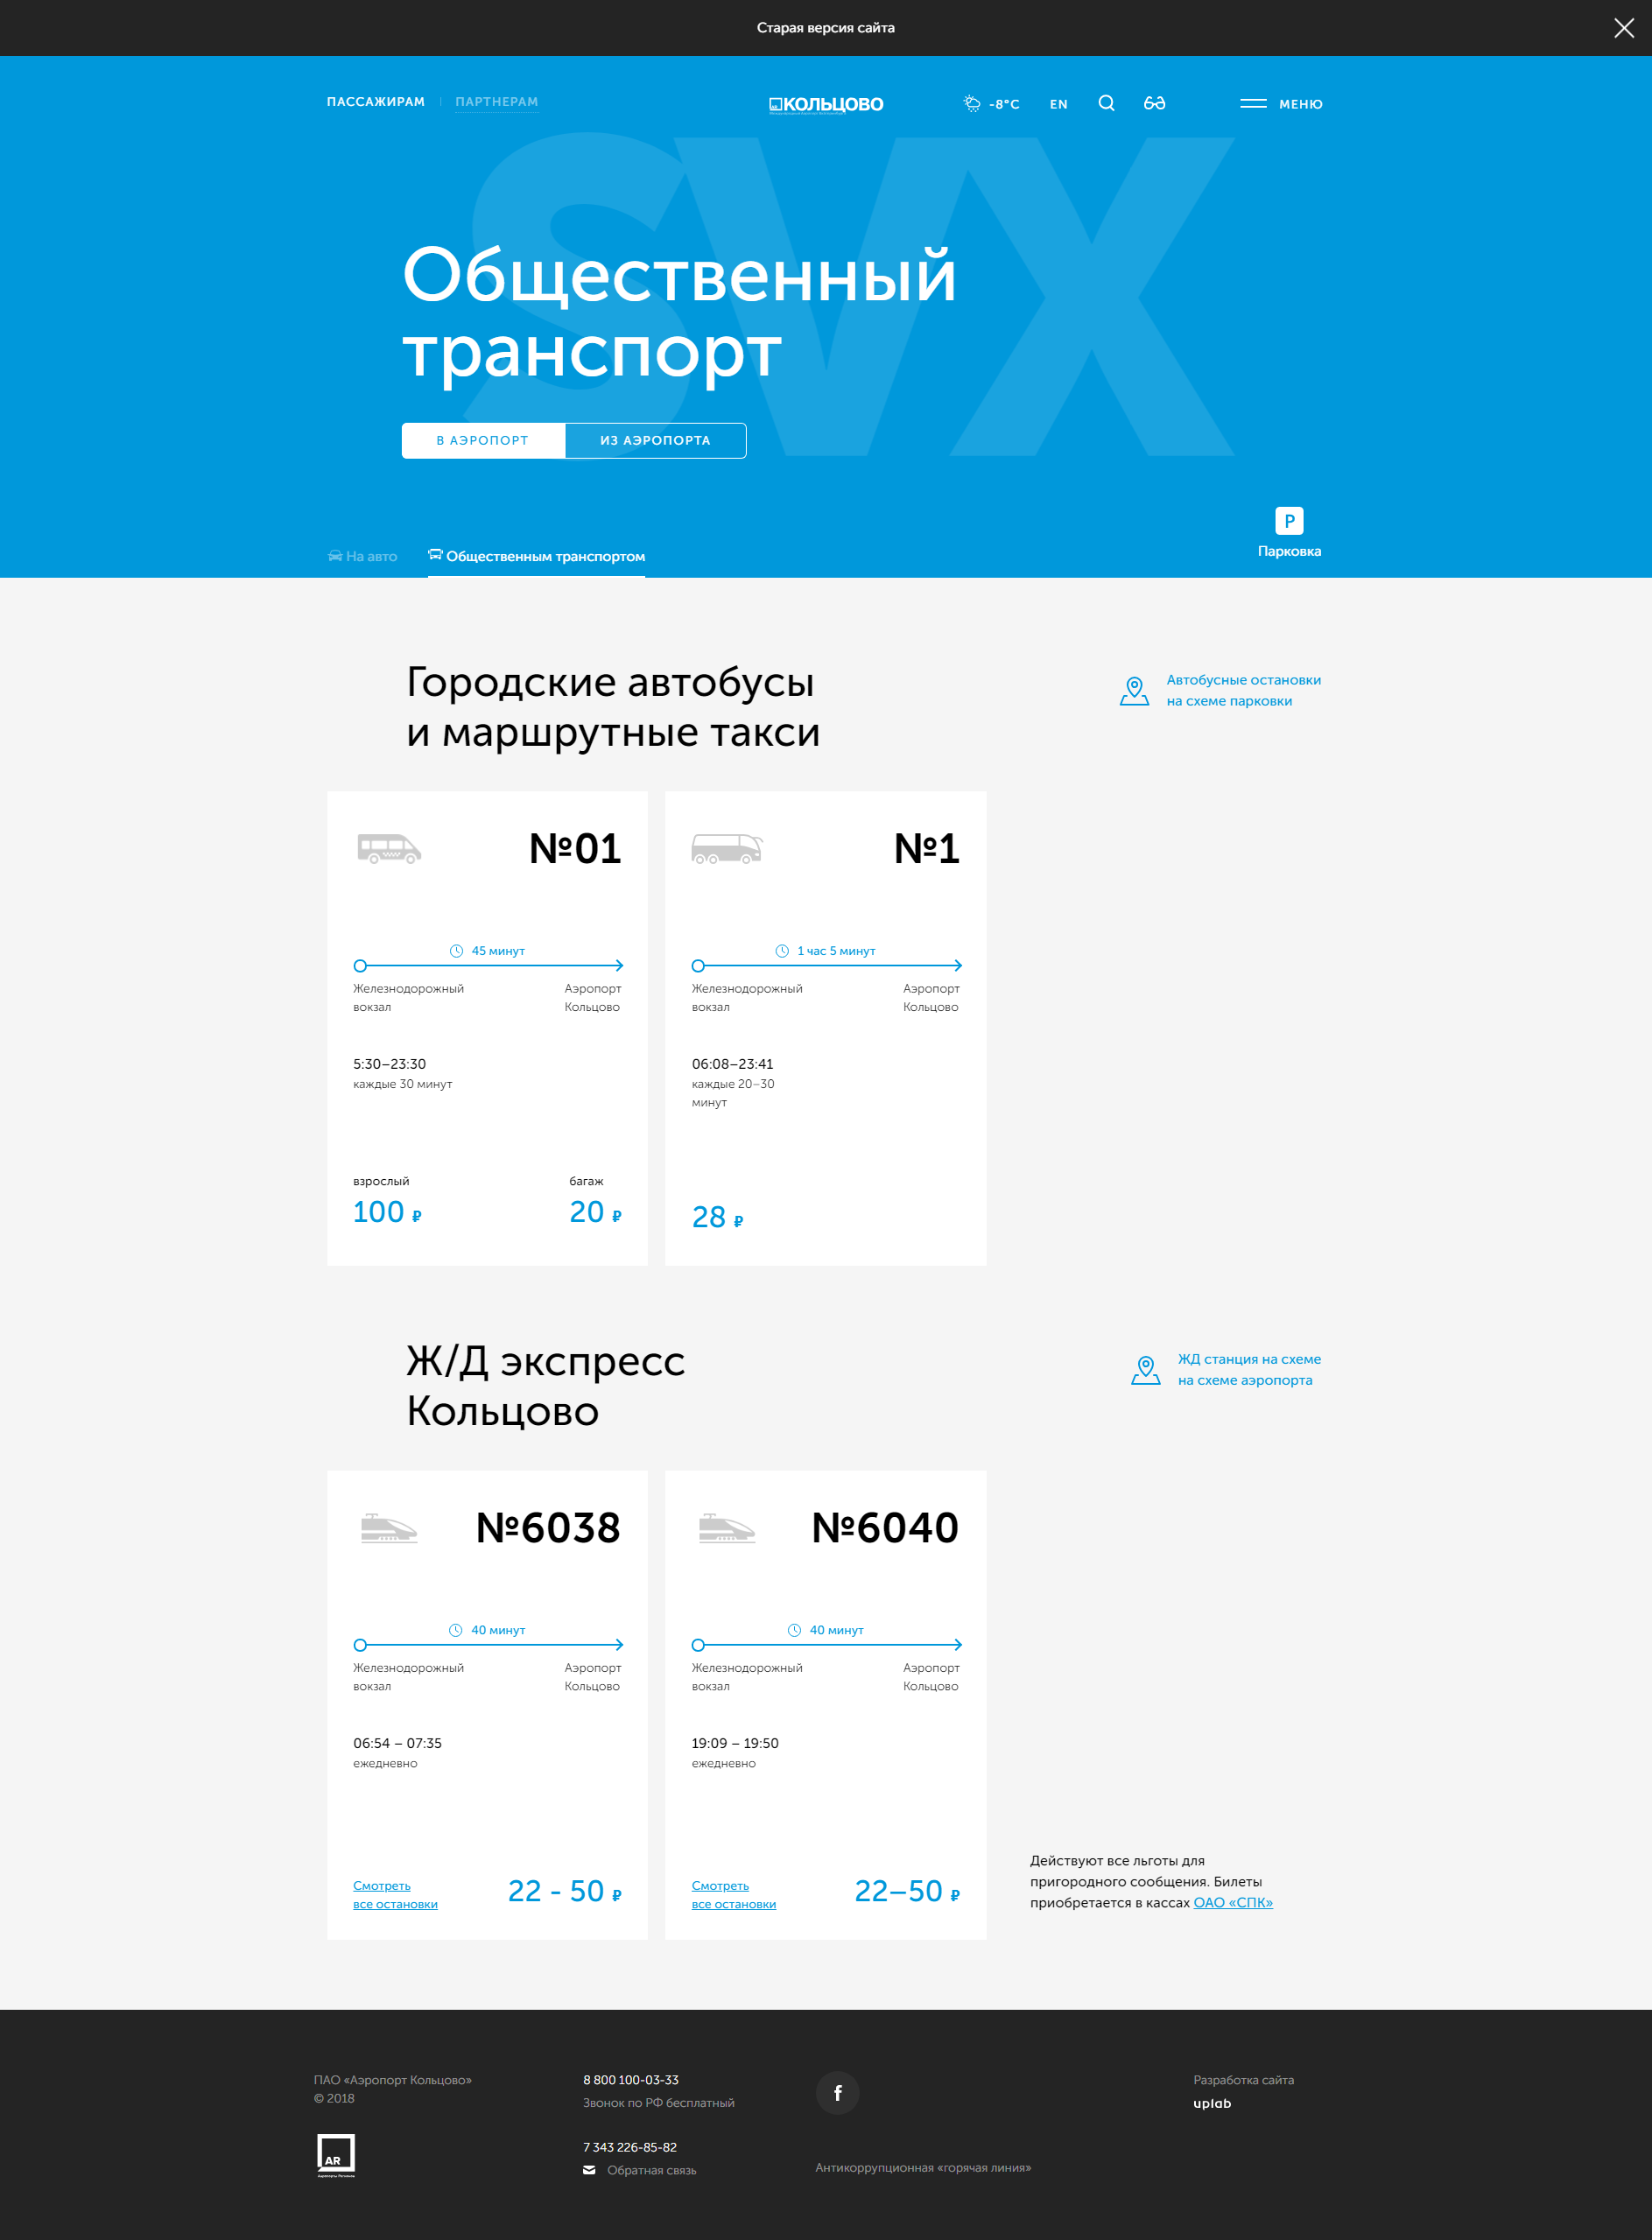 Старая версия сайта
ПАССАЖИРАМ
ПАРТНЕРАМ
КОЛЬЦОВО
-8°C
EN
МЕНЮ
SVX
Общественный
транспорт
В АЭРОПОРТ
ИЗ АЭРОПОРТА
P
Парковка
На авто
Общественным транспортом
Городские автобусы
и маршрутные такси
Автобусные остановки
на схеме парковки
№01
45 минут
Железнодорожный
вокзал
Аэропорт
Кольцово
5:30–23:30
каждые 30 минут
взрослый
100 ₽
багаж
20 ₽
№1
1 час 5 минут
Железнодорожный
вокзал
Аэропорт
Кольцово
06:08–23:41
каждые 20–30
минут
28 ₽
Ж/Д экспресс
Кольцово
ЖД станция на схеме
на схеме аэропорта
№6038
40 минут
Железнодорожный
вокзал
Аэропорт
Кольцово
06:54 – 07:35
ежедневно
Смотреть
все остановки
22 - 50 ₽
№6040
40 минут
Железнодорожный
вокзал
Аэропорт
Кольцово
19:09 – 19:50
ежедневно
Смотреть
все остановки
22–50 ₽
Действуют все льготы для
пригородного сообщения. Билеты
приобретается в кассах ОАО «СПК»
ПАО «Аэропорт Кольцово»
© 2018
AR
8 800 100-03-33
Звонок по РФ бесплатный
7 343 226-85-82
Обратная связь
f
Антикоррупционная «горячая линия»
Разработка сайта
uplab